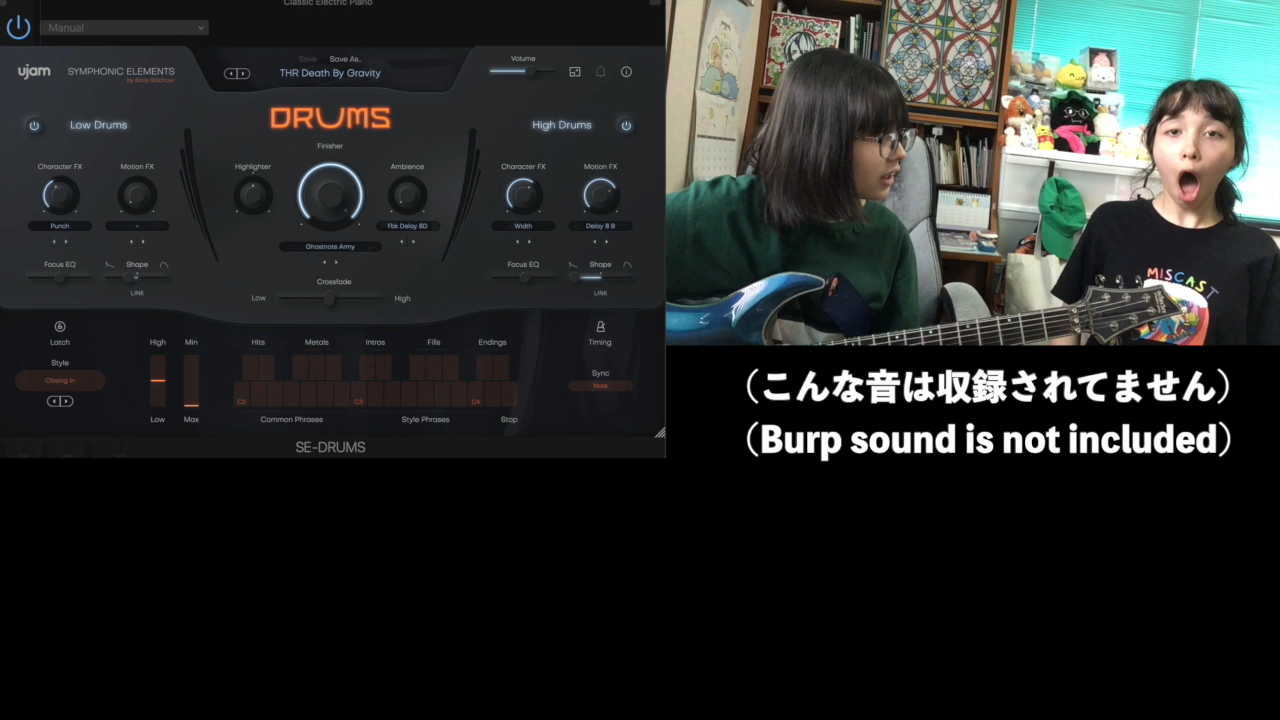 Classic Electric Piano
Manual
ujam
SYMPHONIC ELEMENTS
by Boris Salchow
Save
Save As..
THR Death By Gravity
Volume
Low Drums
DRUMS
High Drums
Finisher
Character FX
Motion FX
Highlighter
Ambience
Character FX
Motion FX
Punch
-
Fbk Delay 8D
Width
Delay 8 B
Ghostnote Army
Focus EQ
Shape
Focus EQ
Shape
Crossfade
LINK
Low
High
LINK
Latch
High
Min
Hits
Metals
Intros
Fills
Endings
Timing
Style
Closing In
Sync
Note
C2
C3
C4
Low
Max
Common Phrases
Style Phrases
Stop
SE-DRUMS
MISCAST
（こんな音は収録されてません）
（Burp sound is not included）